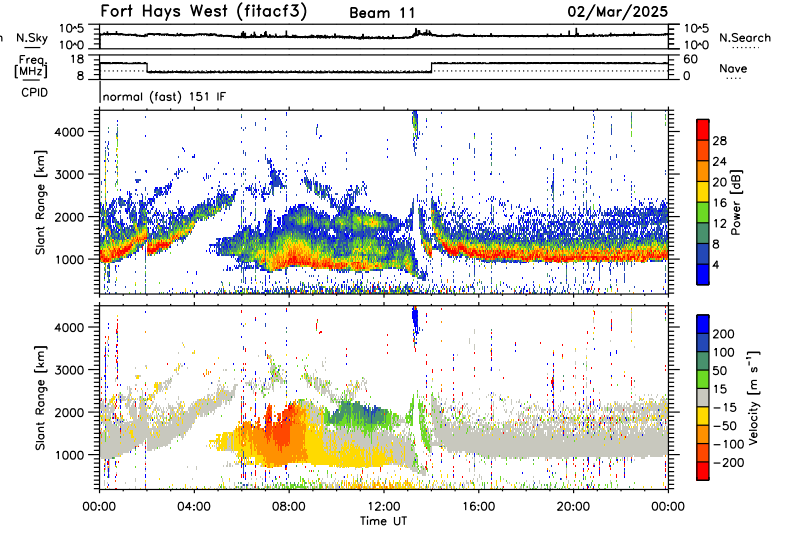 Fort Hays West (fitacf3) Beam 11 02/Mar/2025
N.Sky 10^5 10^0 10^5 10^0 N.Search
Freq. [MHz] 18 8 60 0 Nave
CPID normal (fast) 151 IF
Slant Range [km] 4000 3000 2000 1000
Power [dB] 28 24 20 16 12 8 4
Slant Range [km] 4000 3000 2000 1000
Velocity [m s⁻¹] 200 100 50 15 −15 −50 −100 −200
00:00 04:00 08:00 12:00 16:00 20:00 00:00
Time UT